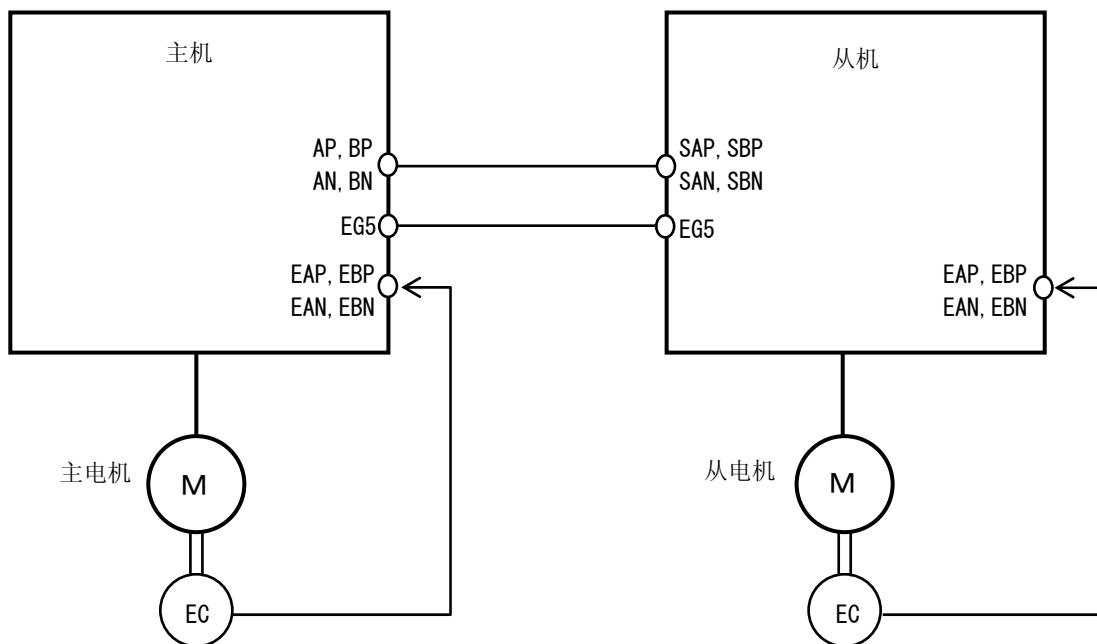 主机
AP, BP
AN, BN
EG5
EAP, EBP
EAN, EBN
主电机
M
EC
从机
SAP, SBP
SAN, SBN
EG5
EAP, EBP
EAN, EBN
从电机
M
EC